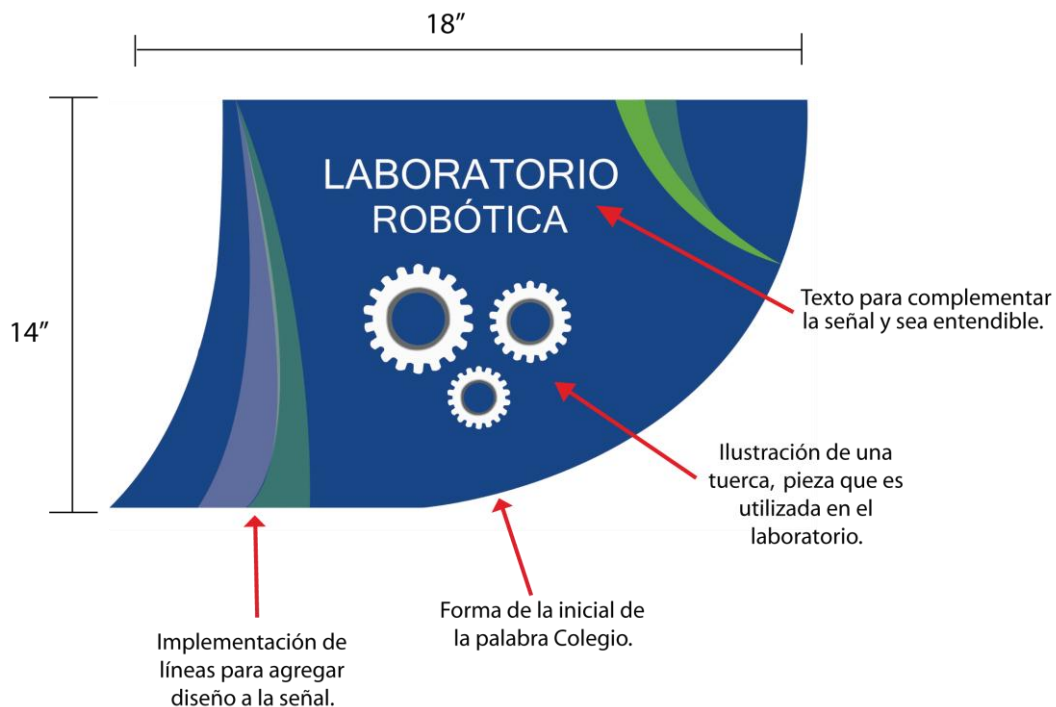 18”
LABORATORIO
ROBÓTICA
14”
Texto para complementar
la señal y sea entendible.
Ilustración de una
tuerca, pieza que es
utilizada en el
laboratorio.
Forma de la inicial de
la palabra Colegio.
Implementación de
líneas para agregar
diseño a la señal.